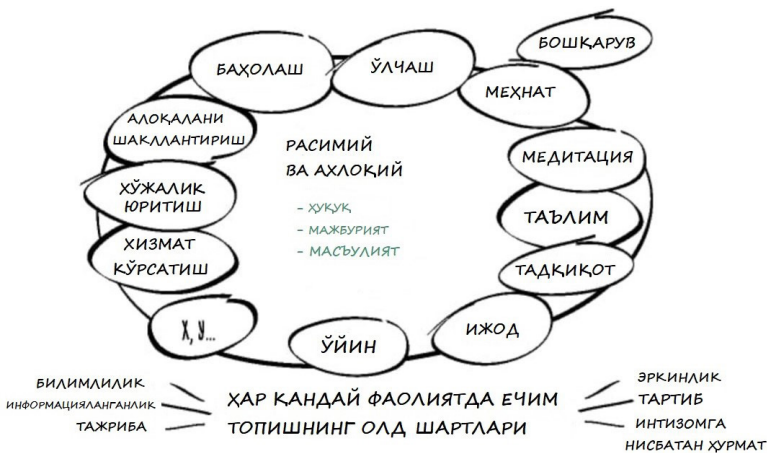 БОШҚАРУВ
БАҲОЛАШ
ЎЛЧАШ
МЕҲНАТ
АЛОҚАЛАНИ
ШАКЛЛАНТИРИШ
РАСИМИЙ
ВА АХЛОҚИЙ
МЕДИТАЦИЯ
ХЎЖАЛИК
ЮРИТИШ
- ҲУҚУҚ
- МАЖБУРИЯТ
- МАСЪУЛИЯТ
ТАЪЛИМ
ХИЗМАТ
КЎРСАТИШ
ТАДҚИҚОТ
Х, У...
ЎЙИН
ИЖОД
БИЛИМЛИЛИК
ИНФОРМАЦИЯЛАНГАНЛИК
ТАЖРИБА
ҲАР ҚАНДАЙ ФАОЛИЯТДА ЕЧИМ
ТОПИШНИНГ ОЛД ШАРТЛАРИ
ЭРКИНЛИК
ТАРТИБ
ИНТИЗОМГА
НИСБАТАН ҲУРМАТ